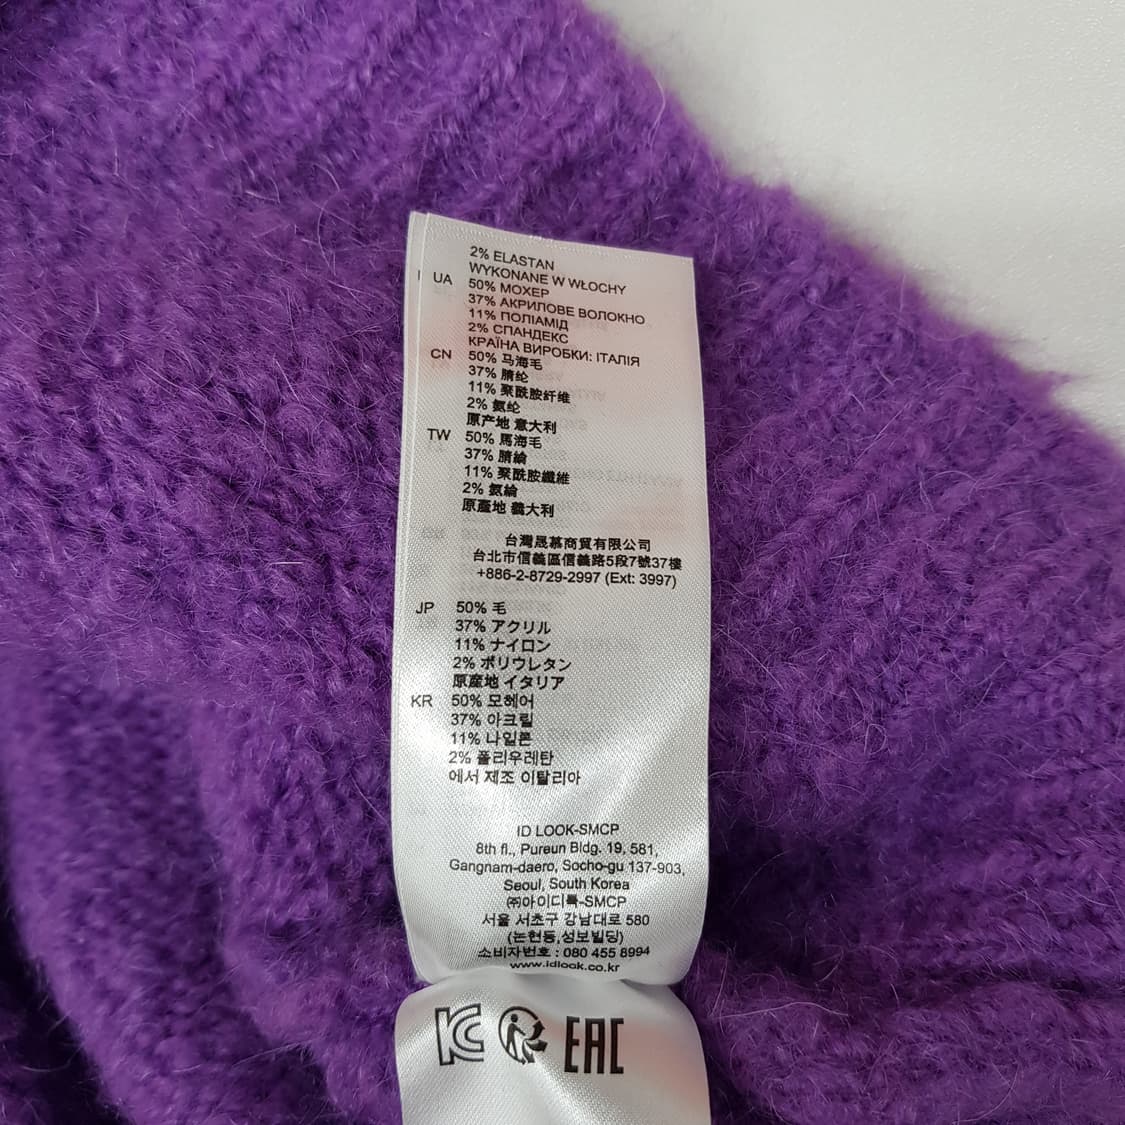 2% ELASTAN
WYKONANE W WŁOCHY
UA 50% МОХЕР
37% АКРИЛОВЕ ВОЛОКНО
11% ПОЛІАМІД
2% СПАНДЕКС
КРАЇНА ВИРОБКИ: ІТАЛІЯ
CN 50% 马海毛
37% 腈纶
11% 聚酰胺纤维
2% 氨纶
原产地 意大利
TW 50% 馬海毛
37% 腈綸
11% 聚酰胺纖維
2% 氨綸
原產地 義大利
台灣晟慕商貿有限公司
台北市信義區信義路5段7號37樓
+886-2-8729-2997 (Ext: 3997)
JP 50% 毛
37% アクリル
11% ナイロン
2% ポリウレタン
原産地 イタリア
KR 50% 모헤어
37% 아크릴
11% 나일론
2% 폴리우레탄
에서 제조 이탈리아
ID LOOK-SMCP
8th fl., Pureun Bldg. 19, 581,
Gangnam-daero, Socho-gu 137-903,
Seoul, South Korea
㈜아이디룩-SMCP
서울 서초구 강남대로 580
(논현동,성보빌딩)
소비자번호 : 080 455 8994
www.idlook.co.kr
KC EAC